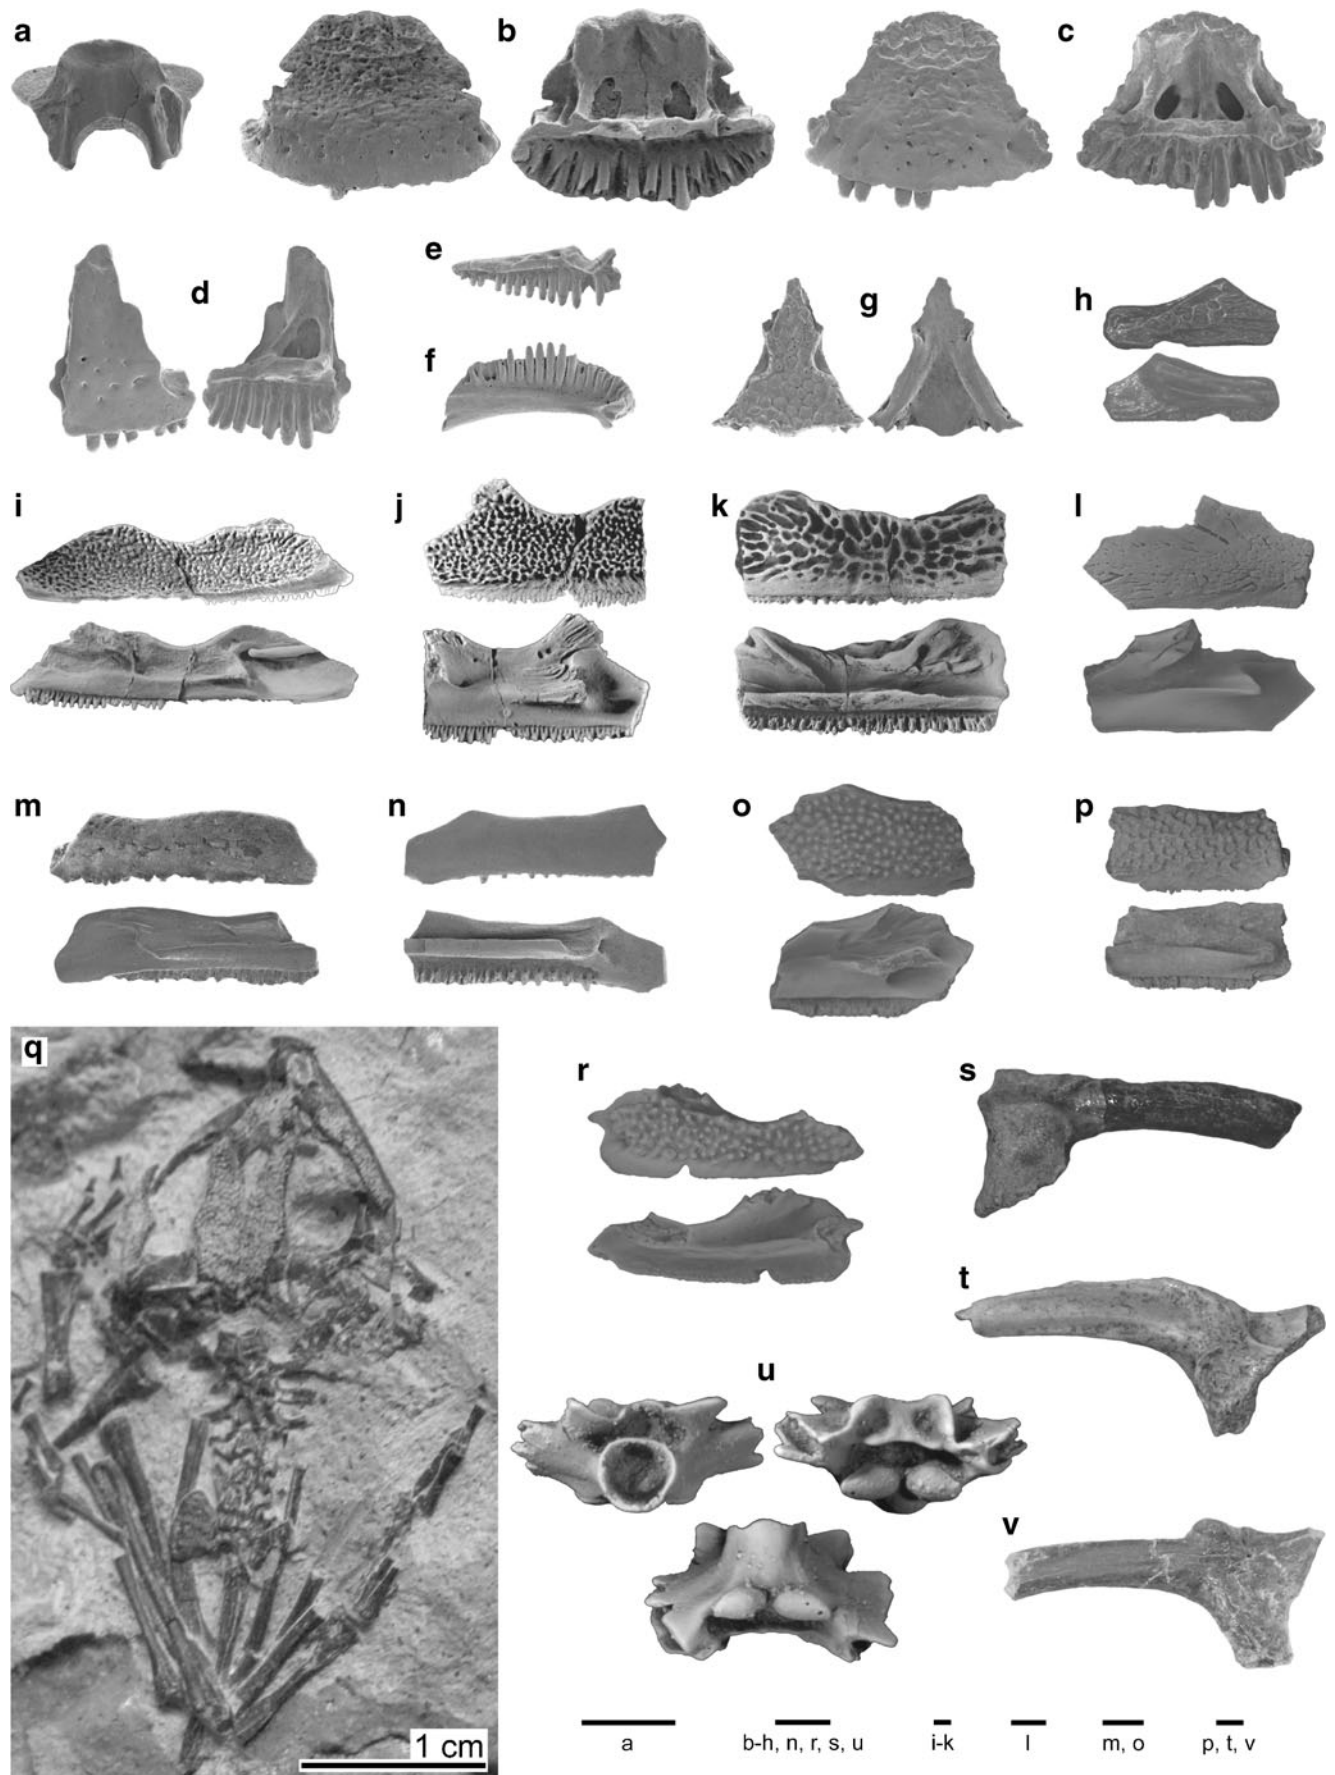 a
b
c
d
e
f
g
h
i
j
k
l
m
n
o
p
q
r
s
t
u
v
1 cm
a
b-h, n, r, s, u
i-k
l
m, o
p, t, v